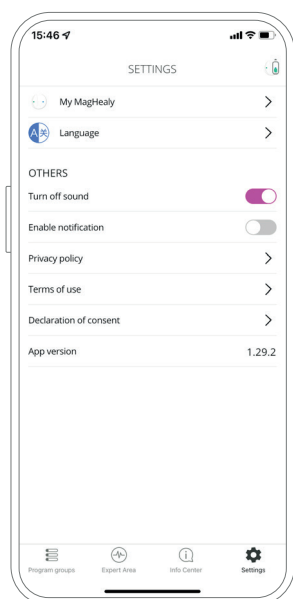 15:46
SETTINGS
My MagHealy
A 关
Language
OTHERS
Turn off sound
Enable notification
Privacy policy
Terms of use
Declaration of consent
App version 1.29.2
Program groups Expert Area Info Center Settings